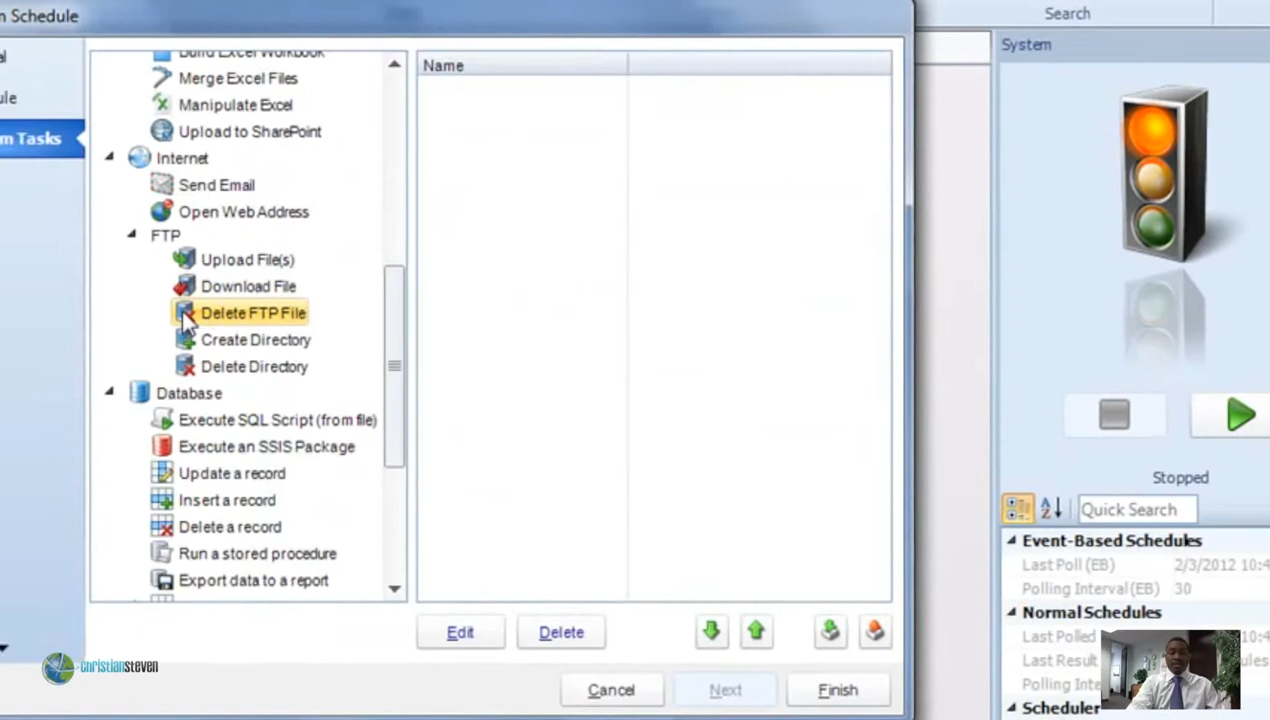 n Schedule
al
ule
m Tasks
Build Excel Workbook
Merge Excel Files
Manipulate Excel
Upload to SharePoint
Internet
Send Email
Open Web Address
FTP
Upload File(s)
Download File
Delete FTP File
Create Directory
Delete Directory
Database
Execute SQL Script (from file)
Execute an SSIS Package
Update a record
Insert a record
Delete a record
Run a stored procedure
Export data to a report
Name
Edit
Delete
Cancel
Next
Finish
christiansteven
Search
System
Stopped
Quick Search
Event-Based Schedules
Last Poll (EB) 2/3/2012 10:4
Polling Interval(EB) 30
Normal Schedules
Last Polled
Last Result
Polling Inte
Scheduler